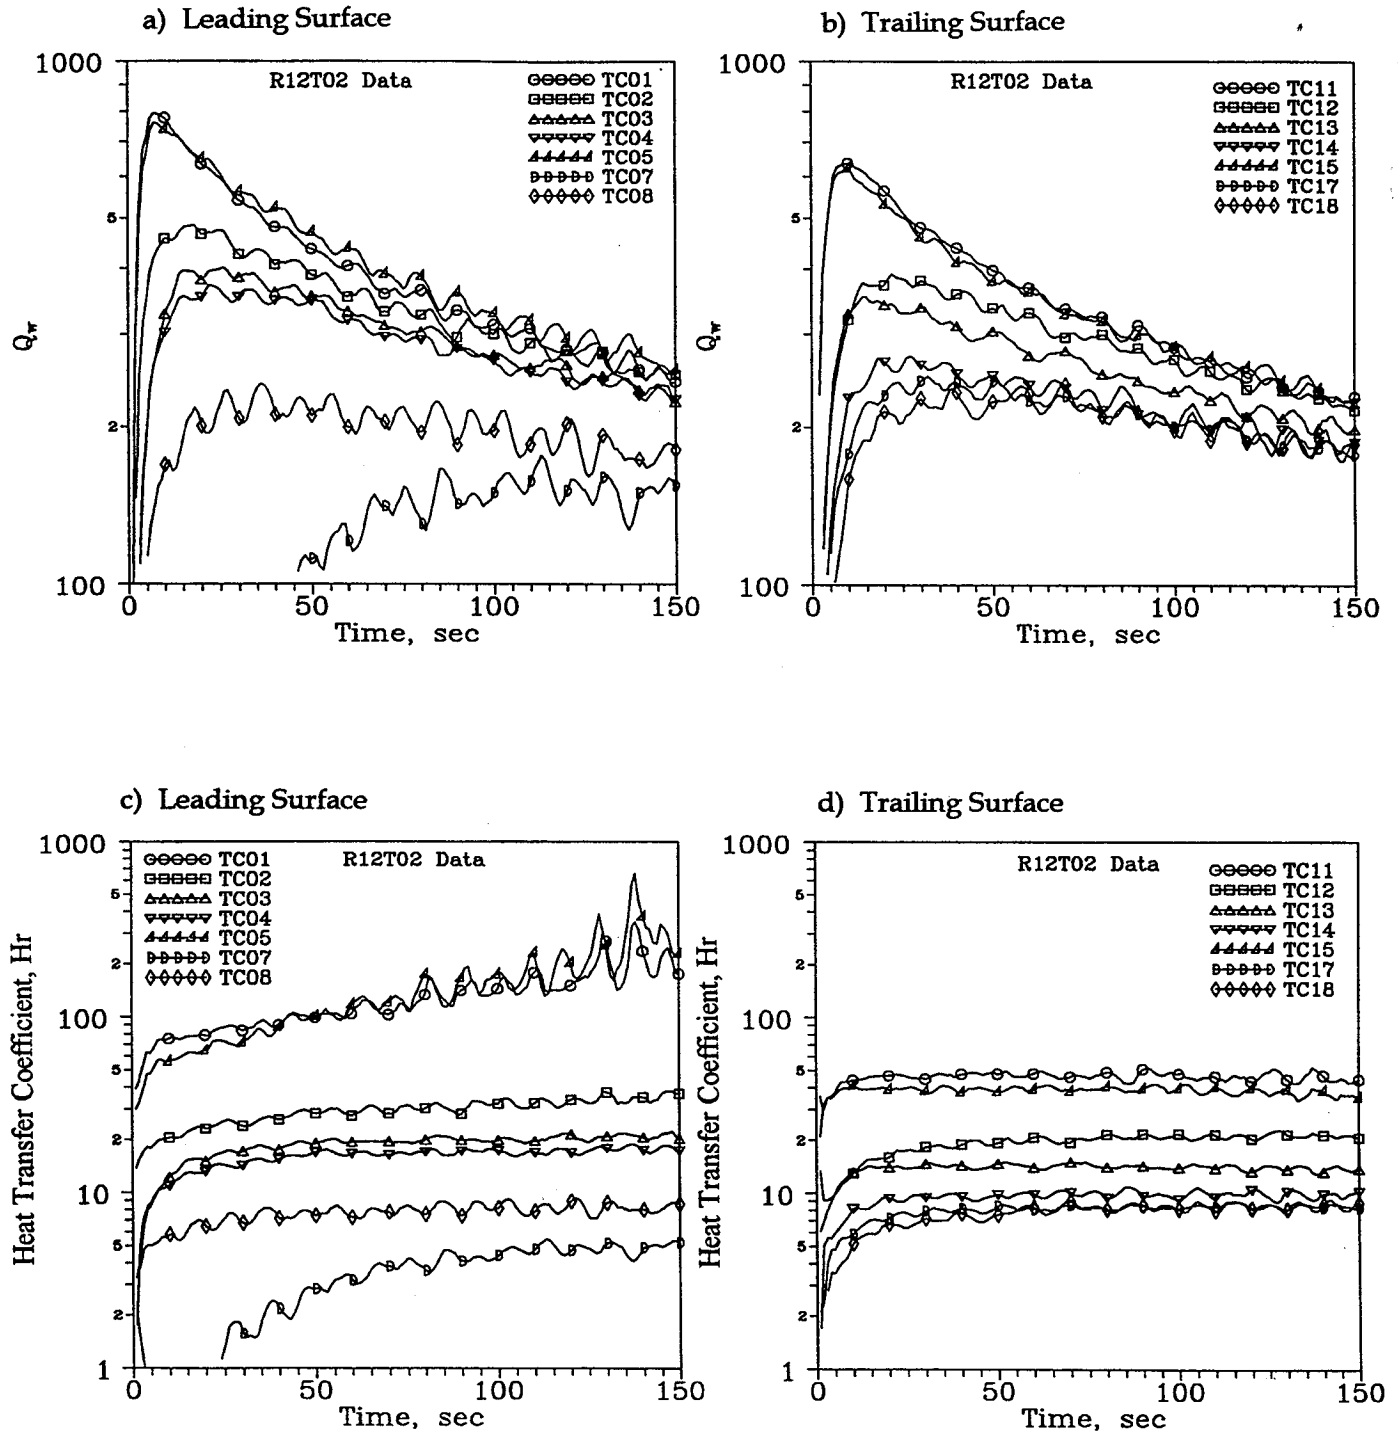 a) Leading Surface
R12T02 Data
TC01
TC02
TC03
TC04
TC05
TC07
TC08
1000
5
2
100
Qw
0 50 100 150
Time, sec
b) Trailing Surface
R12T02 Data
TC11
TC12
TC13
TC14
TC15
TC17
TC18
1000
5
2
100
Qw
0 50 100 150
Time, sec
c) Leading Surface
R12T02 Data
TC01
TC02
TC03
TC04
TC05
TC07
TC08
1000
5
2
100
5
2
10
5
2
1
Heat Transfer Coefficient, Hr
0 50 100 150
Time, sec
d) Trailing Surface
R12T02 Data
TC11
TC12
TC13
TC14
TC15
TC17
TC18
1000
5
2
100
5
2
10
5
2
1
Heat Transfer Coefficient, Hr
0 50 100 150
Time, sec